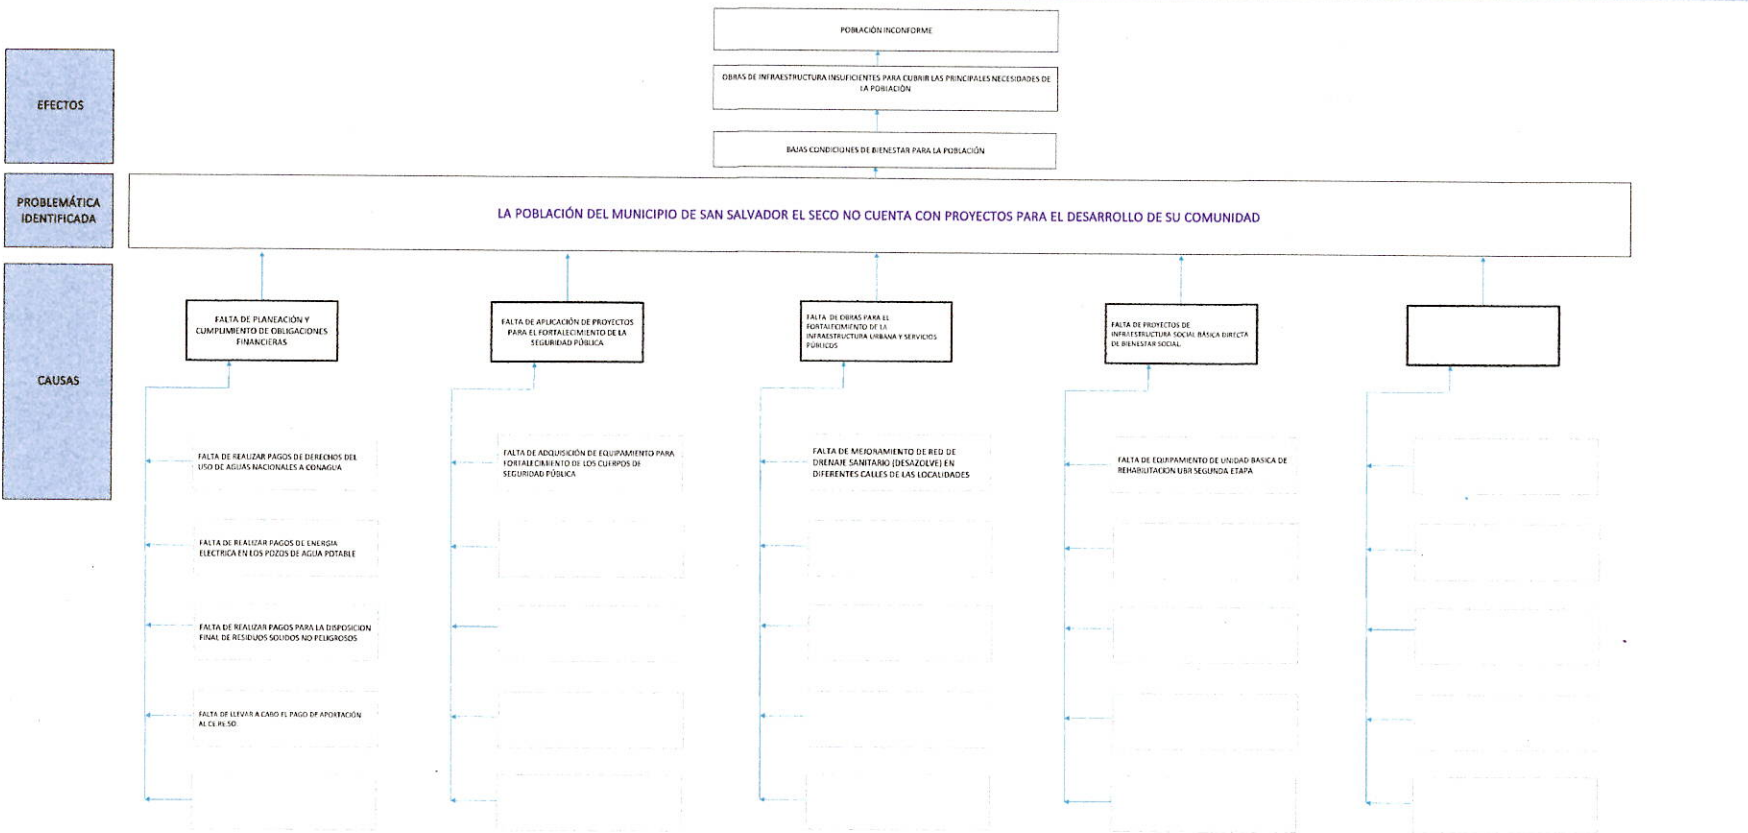 POBLACIÓN INCONFORME
EFECTOS
OBRAS DE INFRAESTRUCTURA INSUFICIENTES PARA CUBRIR LAS PRINCIPALES NECESIDADES DE
LA POBLACIÓN
BAJAS CONDICIONES DE BIENESTAR PARA LA POBLACIÓN
PROBLEMÁTICA
IDENTIFICADA
LA POBLACIÓN DEL MUNICIPIO DE SAN SALVADOR EL SECO NO CUENTA CON PROYECTOS PARA EL DESARROLLO DE SU COMUNIDAD
CAUSAS
FALTA DE PLANEACIÓN Y
CUMPLIMIENTO DE OBLIGACIONES
FINANCIERAS
FALTA DE APLICACIÓN DE PROYECTOS
PARA EL FORTALECIMIENTO DE LA
SEGURIDAD PÚBLICA
FALTA DE OBRAS PARA EL
FORTALECIMIENTO DE LA
INFRAESTRUCTURA URBANA Y SERVICIOS
PÚBLICOS
FALTA DE PROYECTOS DE
INFRAESTRUCTURA SOCIAL BÁSICA DIRECTA
DE BIENESTAR SOCIAL.
FALTA DE REALIZAR PAGOS DE DERECHOS DEL
USO DE AGUAS NACIONALES A CONAGUA
FALTA DE ADQUISICIÓN DE EQUIPAMIENTO PARA
FORTALECIMIENTO DE LOS CUERPOS DE
SEGURIDAD PÚBLICA
FALTA DE MEJORAMIENTO DE RED DE
DRENAJE SANITARIO (DESAZOLVE) EN
DIFERENTES CALLES DE LAS LOCALIDADES
FALTA DE EQUIPAMIENTO DE UNIDAD BASICA DE
REHABILITACION UBR SEGUNDA ETAPA
FALTA DE REALIZAR PAGOS DE ENERGIA
ELECTRICA EN LOS POZOS DE AGUA POTABLE
FALTA DE REALIZAR PAGOS PARA LA DISPOSICION
FINAL DE RESIDUOS SOLIDOS NO PELIGROSOS
FALTA DE LLEVAR A CABO EL PAGO DE APORTACIÓN
AL CE.RE.SO.